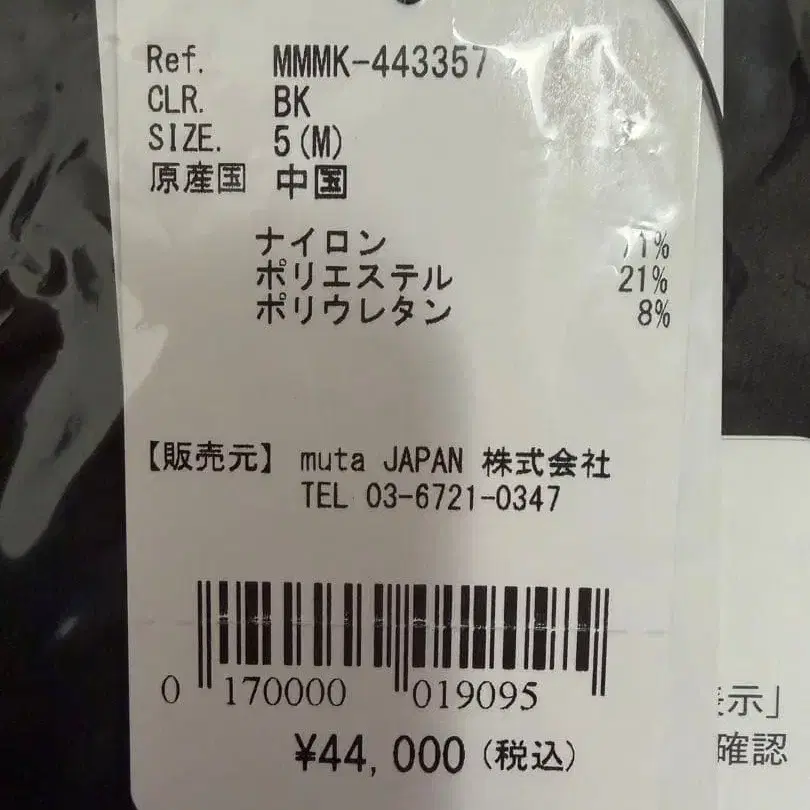 Ref. MMMK-443357
CLR. BK
SIZE. 5(M)
原産国 中国
ナイロン 71%
ポリエステル 21%
ポリウレタン 8%
【販売元】 muta JAPAN 株式会社
TEL 03-6721-0347
0 170000 019095
¥44,000(税込)
表示」
確認